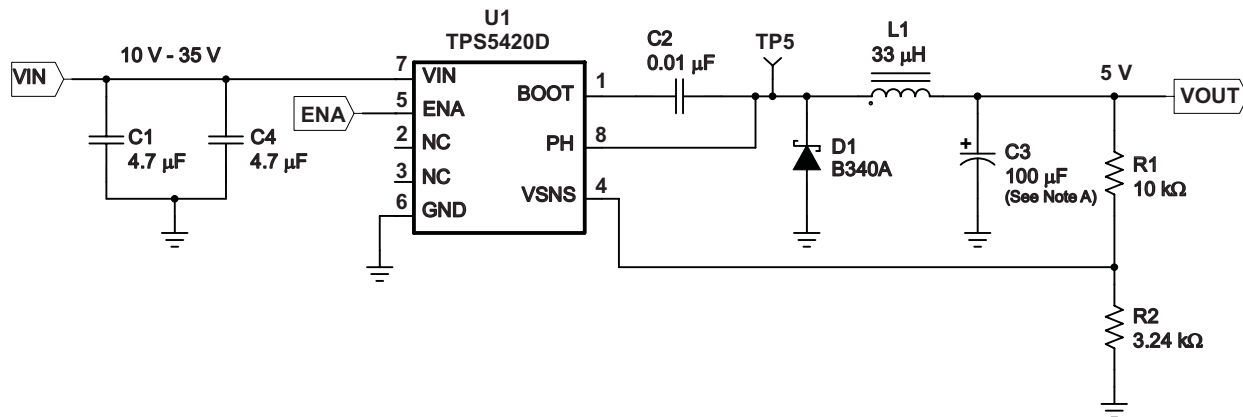 U1
TPS5420D
10 V - 35 V
VIN
7
VIN
5
ENA
ENA
2
NC
3
NC
6
GND
BOOT
1
PH
8
VSNS
4
C1
4.7 μF
C4
4.7 μF
C2
0.01 μF
TP5
L1
33 μH
5 V
VOUT
D1
B340A
+
C3
100 μF
(See Note A)
R1
10 kΩ
R2
3.24 kΩ